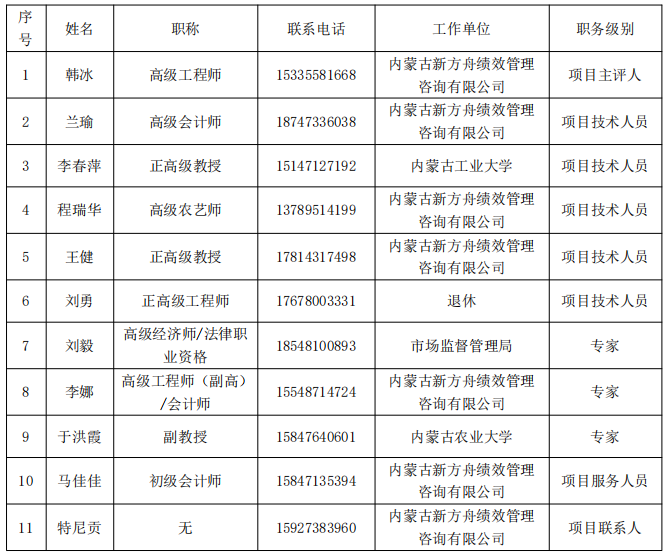 序号 姓名 职称 联系电话 工作单位 职务级别
1 韩冰 高级工程师 15335581668 内蒙古新方舟绩效管理咨询有限公司 项目主评人
2 兰瑜 高级会计师 18747336038 内蒙古新方舟绩效管理咨询有限公司 项目技术人员
3 李春萍 正高级教授 15147127192 内蒙古工业大学 项目技术人员
4 程瑞华 高级农艺师 13789514199 内蒙古新方舟绩效管理咨询有限公司 项目技术人员
5 王健 正高级教授 17814317498 内蒙古新方舟绩效管理咨询有限公司 项目技术人员
6 刘勇 正高级工程师 17678003331 退休 项目技术人员
7 刘毅 高级经济师/法律职业资格 18548100893 市场监督管理局 专家
8 李娜 高级工程师（副高）/会计师 15548714724 内蒙古新方舟绩效管理咨询有限公司 专家
9 于洪霞 副教授 15847640601 内蒙古农业大学 专家
10 马佳佳 初级会计师 15847135394 内蒙古新方舟绩效管理咨询有限公司 项目服务人员
11 特尼贡 无 15927383960 内蒙古新方舟绩效管理咨询有限公司 项目联系人